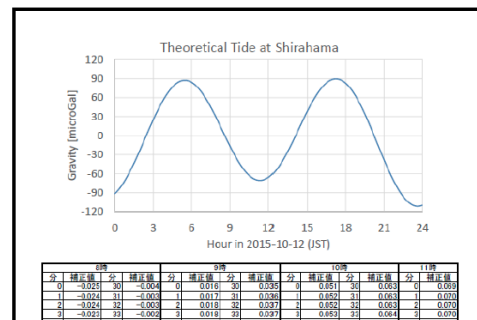 Theoretical Tide at Shirahama
120
90
60
30
0
-30
-60
-90
-120
Gravity [microGal]
0 3 6 9 12 15 18 21 24
Hour in 2015-10-12 (JST)
8時 9時 10時 11時
分 補正値 分 補正値 分 補正値 分 補正値 分 補正値 分 補正値 分 補正値
0 -0.025 30 -0.004 0 0.016 30 0.035 0 0.051 30 0.063 0 0.069
1 -0.024 31 -0.003 1 0.017 31 0.036 1 0.052 31 0.063 1 0.070
2 -0.024 32 -0.003 2 0.018 32 0.037 2 0.052 32 0.063 2 0.070
3 -0.023 33 -0.002 3 0.018 33 0.037 3 0.053 33 0.064 3 0.070